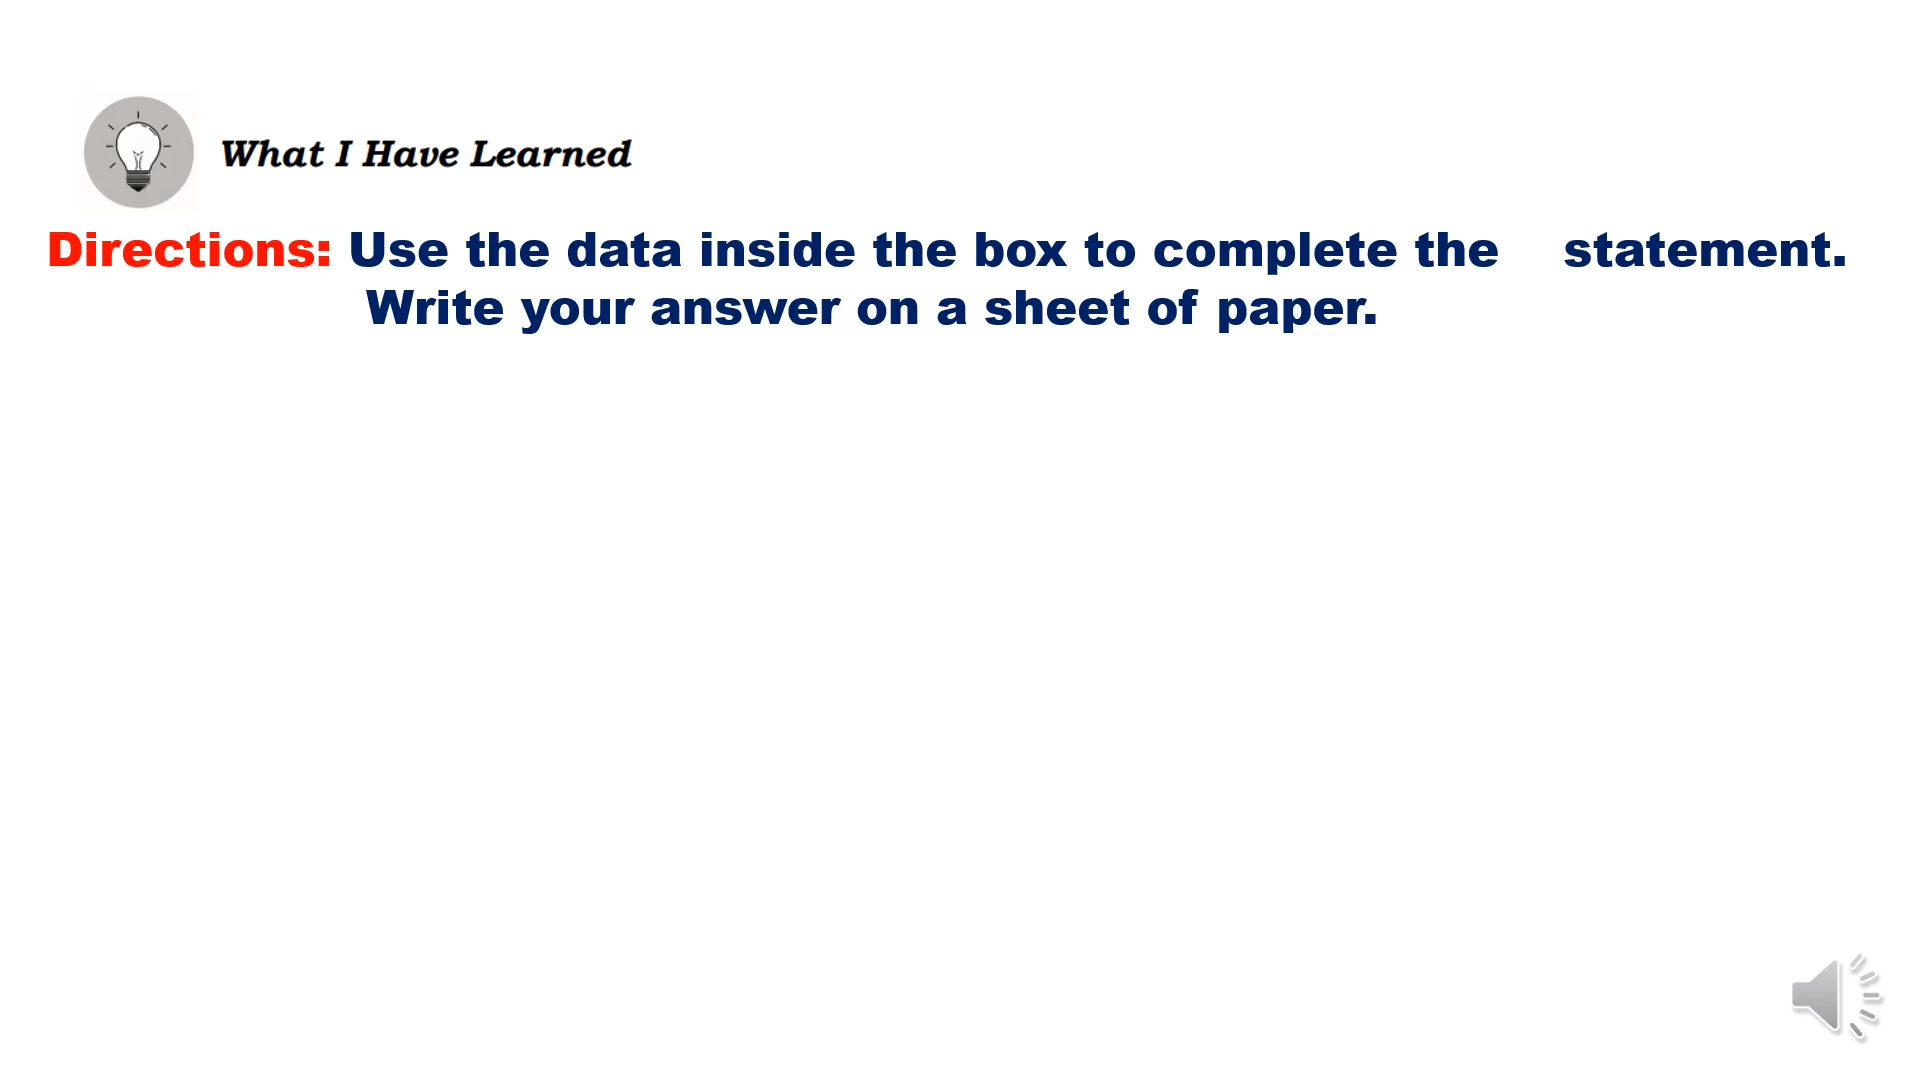 What I Have Learned
Directions: Use the data inside the box to complete the statement.
Write your answer on a sheet of paper.